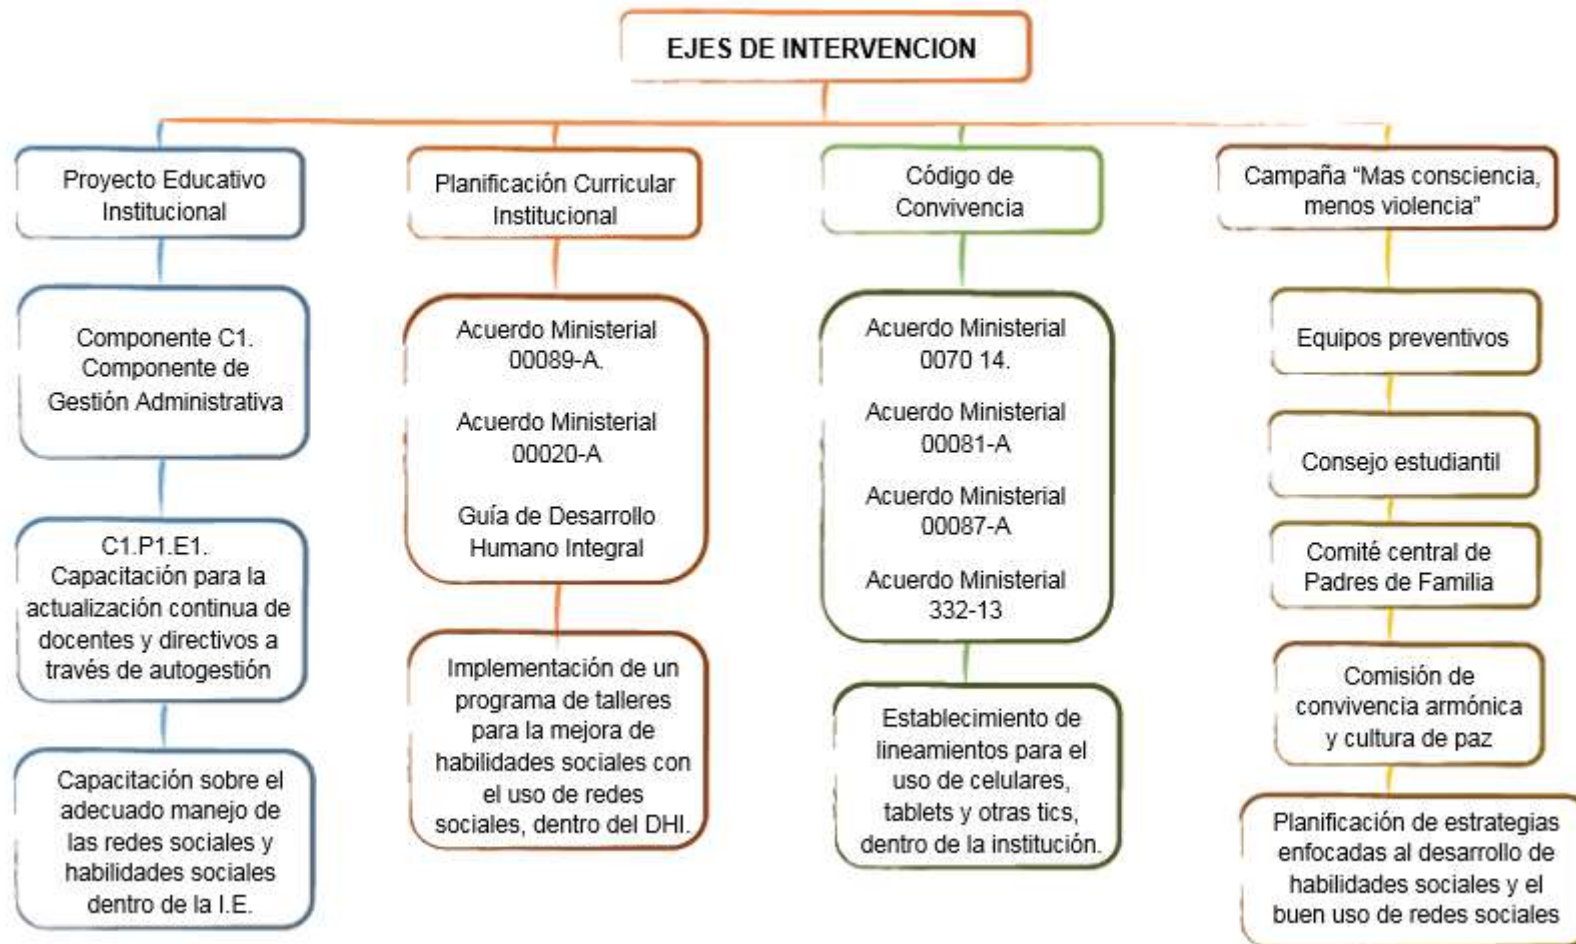 EJES DE INTERVENCION
Proyecto Educativo
Institucional
Componente C1.
Componente de
Gestión Administrativa
C1.P1.E1.
Capacitación para la
actualización continua de
docentes y directivos a
través de autogestión
Capacitación sobre el
adecuado manejo de
las redes sociales y
habilidades sociales
dentro de la I.E.
Planificación Curricular
Institucional
Acuerdo Ministerial
00089-A.
Acuerdo Ministerial
00020-A
Guía de Desarrollo
Humano Integral
Implementación de un
programa de talleres
para la mejora de
habilidades sociales con
el uso de redes
sociales, dentro del DHI.
Código de
Convivencia
Acuerdo Ministerial
0070 14.
Acuerdo Ministerial
00081-A
Acuerdo Ministerial
00087-A
Acuerdo Ministerial
332-13
Establecimiento de
lineamientos para el
uso de celulares,
tablets y otras tics,
dentro de la institución.
Campaña “Mas consciencia,
menos violencia”
Equipos preventivos
Consejo estudiantil
Comité central de
Padres de Familia
Comisión de
convivencia armónica
y cultura de paz
Planificación de estrategias
enfocadas al desarrollo de
habilidades sociales y el
buen uso de redes sociales